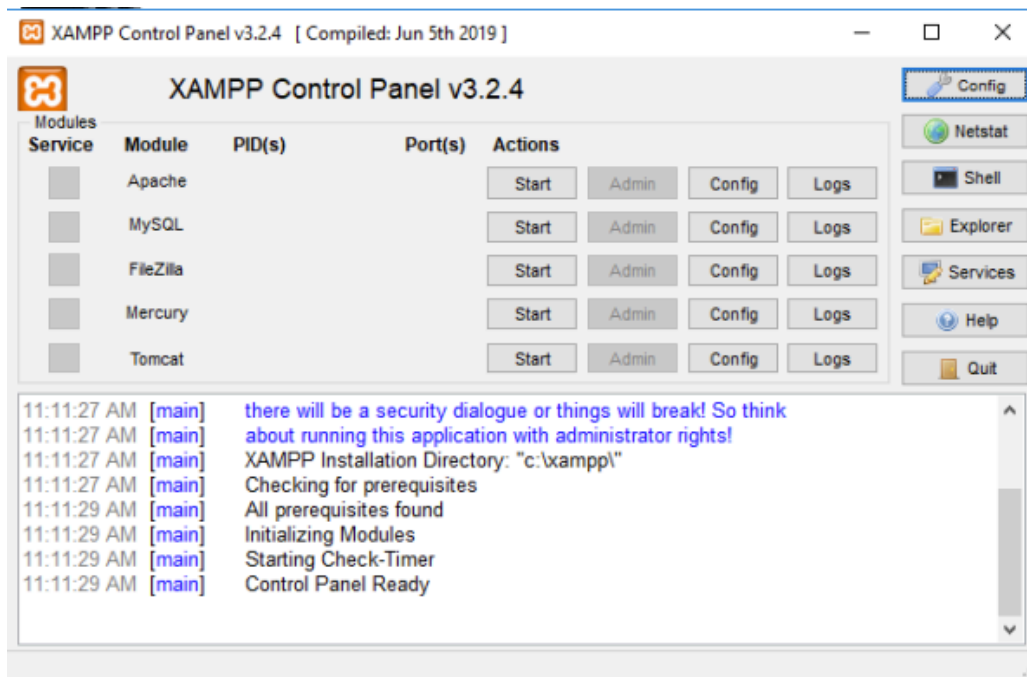 XAMPP Control Panel v3.2.4 [ Compiled: Jun 5th 2019 ]
XAMPP Control Panel v3.2.4
Config
Modules
Service Module PID(s) Port(s) Actions
Netstat
Apache Start Admin Config Logs
Shell
MySQL Start Admin Config Logs
Explorer
FileZilla Start Admin Config Logs
Services
Mercury Start Admin Config Logs
Help
Tomcat Start Admin Config Logs
Quit
11:11:27 AM [main] there will be a security dialogue or things will break! So think
11:11:27 AM [main] about running this application with administrator rights!
11:11:27 AM [main] XAMPP Installation Directory: "c:\xampp\"
11:11:27 AM [main] Checking for prerequisites
11:11:29 AM [main] All prerequisites found
11:11:29 AM [main] Initializing Modules
11:11:29 AM [main] Starting Check-Timer
11:11:29 AM [main] Control Panel Ready